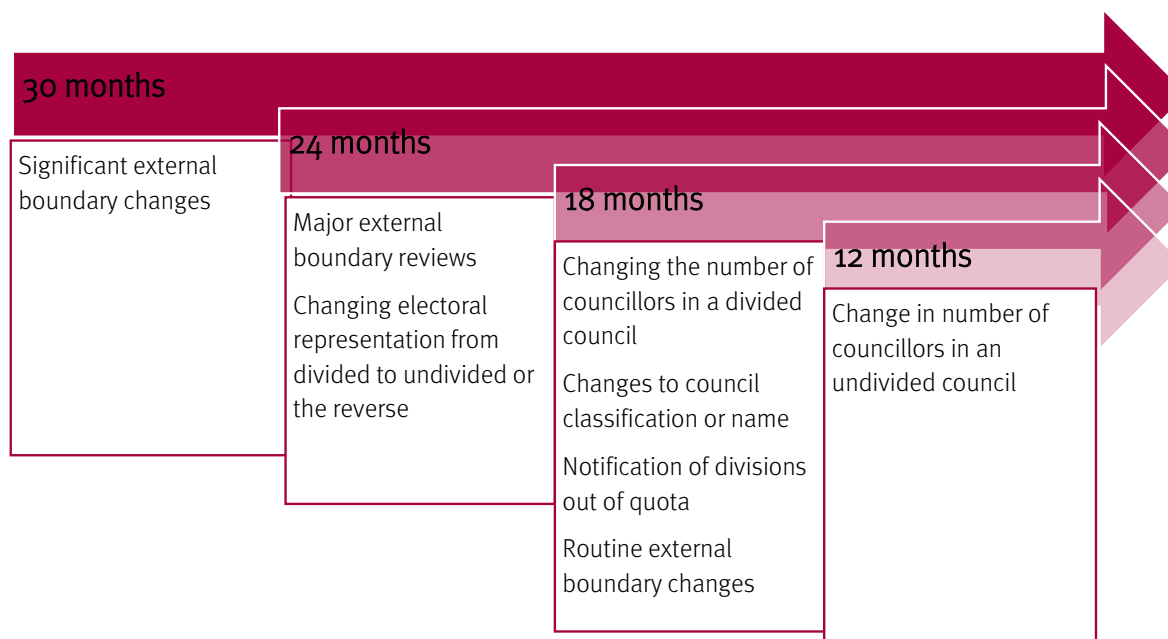 30 months
Significant external
boundary changes
24 months
Major external
boundary reviews
Changing electoral
representation from
divided to undivided or
the reverse
18 months
Changing the number of
councillors in a divided
council
Changes to council
classification or name
Notification of divisions
out of quota
Routine external
boundary changes
12 months
Change in number of
councillors in an
undivided council